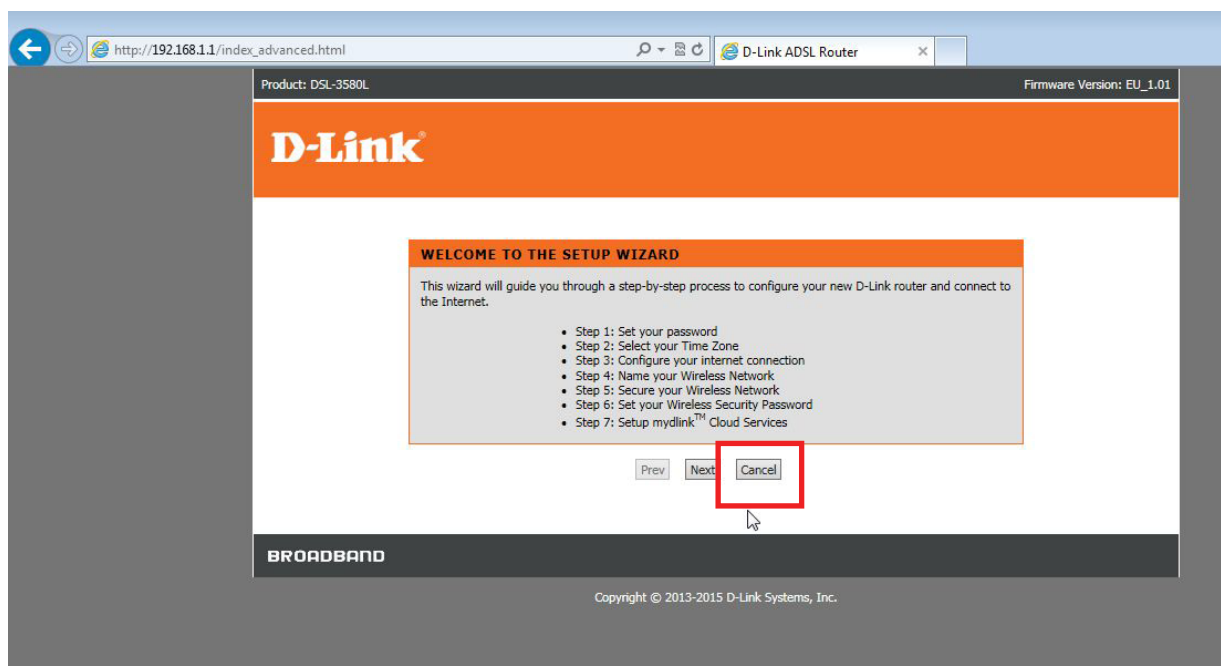 http://192.168.1.1/index_advanced.html
D-Link ADSL Router
Product: DSL-3580L
Firmware Version: EU_1.01
D-Link®
WELCOME TO THE SETUP WIZARD
This wizard will guide you through a step-by-step process to configure your new D-Link router and connect to
the Internet.
• Step 1: Set your password
• Step 2: Select your Time Zone
• Step 3: Configure your internet connection
• Step 4: Name your Wireless Network
• Step 5: Secure your Wireless Network
• Step 6: Set your Wireless Security Password
• Step 7: Setup mydlink™ Cloud Services
Prev Next Cancel
BROADBAND
Copyright © 2013-2015 D-Link Systems, Inc.